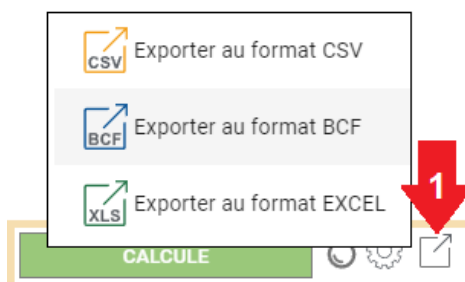 CSV Exporter au format CSV
BCF Exporter au format BCF
XLS Exporter au format EXCEL
1
CALCULE